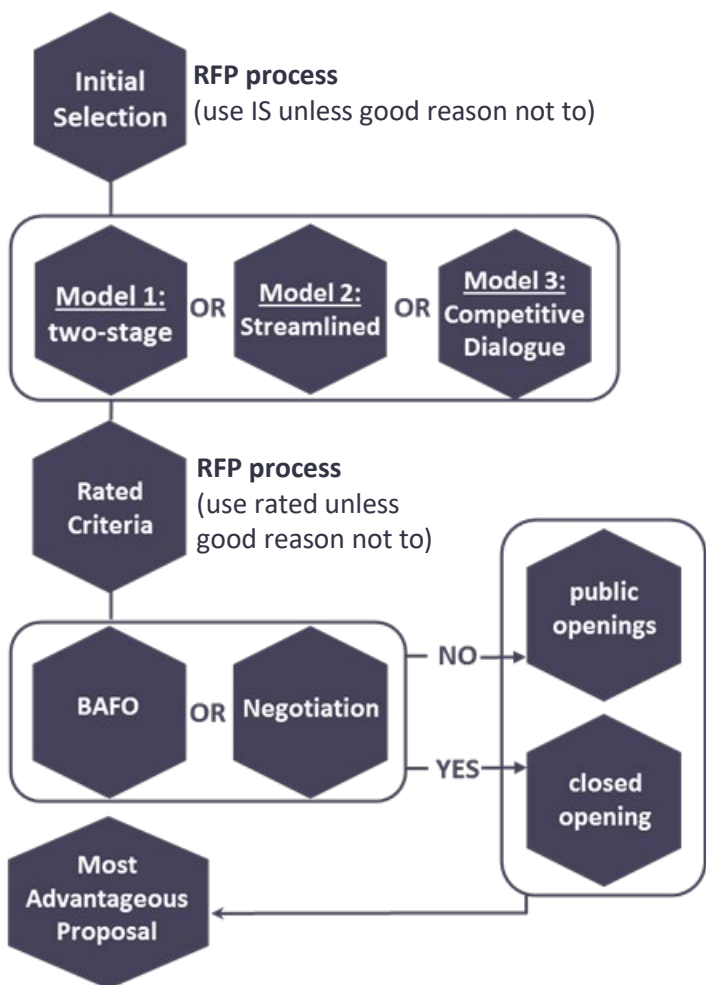 Initial
Selection
RFP process
(use IS unless good reason not to)
Model 1:
two-stage
OR
Model 2:
Streamlined
OR
Model 3:
Competitive
Dialogue
Rated
Criteria
RFP process
(use rated unless
good reason not to)
BAFO
OR
Negotiation
NO
YES
public
openings
closed
opening
Most
Advantageous
Proposal